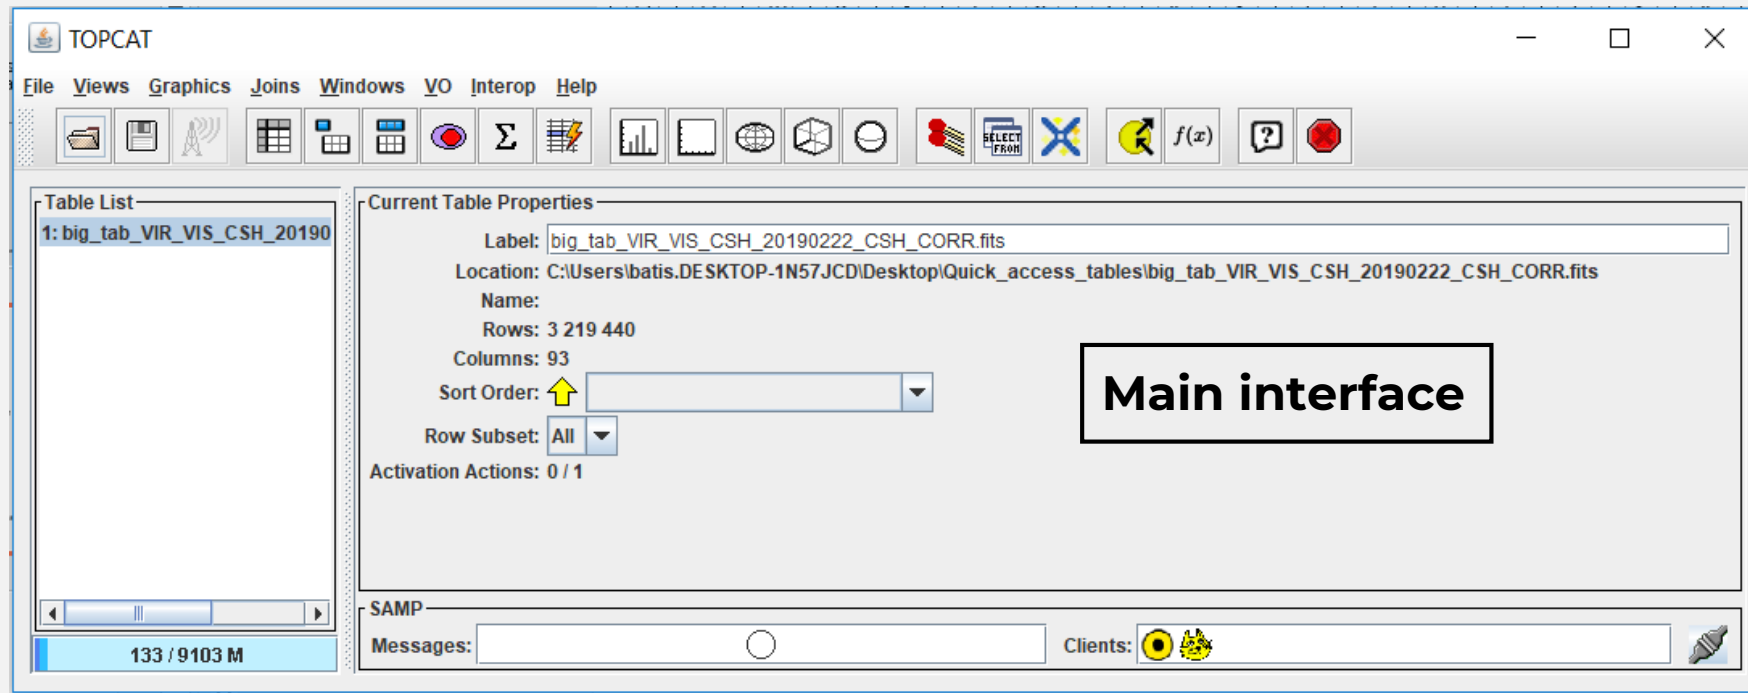 TOPCAT
File Views Graphics Joins Windows VO Interop Help
SELECT
FROM
f(x)
?
Table List
1: big_tab_VIR_VIS_CSH_20190
133 / 9103 M
Current Table Properties
Label: big_tab_VIR_VIS_CSH_20190222_CSH_CORR.fits
Location: C:\Users\batis.DESKTOP-1N57JCD\Desktop\Quick_access_tables\big_tab_VIR_VIS_CSH_20190222_CSH_CORR.fits
Name:
Rows: 3 219 440
Columns: 93
Sort Order:
Row Subset: All
Activation Actions: 0 / 1
Main interface
SAMP
Messages:
Clients: